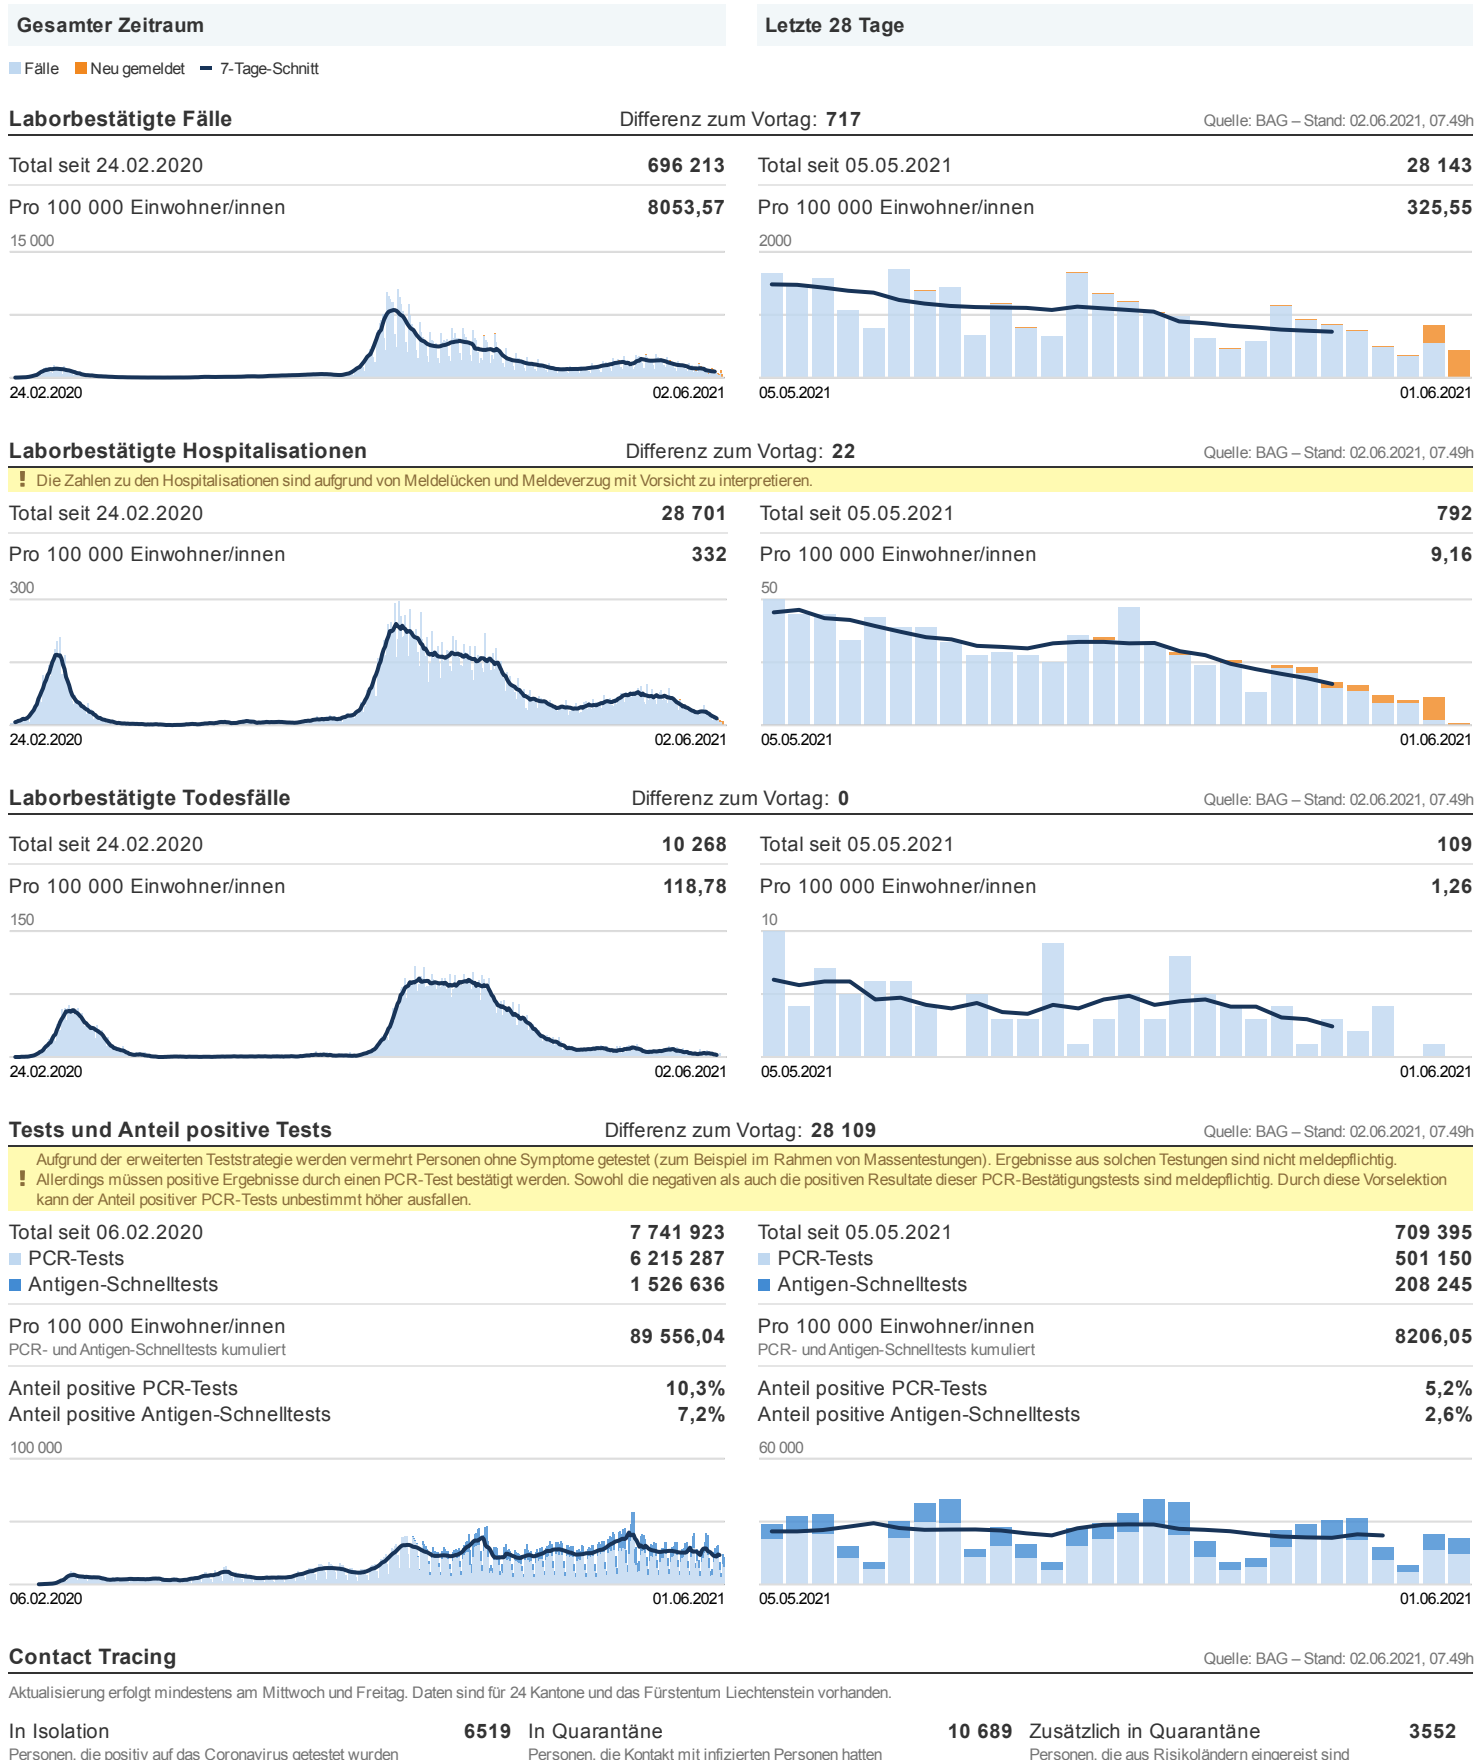 Gesamter Zeitraum
Letzte 28 Tage
Fälle Neu gemeldet 7-Tage-Schnitt
Laborbestätigte Fälle Differenz zum Vortag: 717 Quelle: BAG – Stand: 02.06.2021, 07.49h
Total seit 24.02.2020 696 213
Pro 100 000 Einwohner/innen 8053,57
15 000
24.02.2020 02.06.2021
Total seit 05.05.2021 28 143
Pro 100 000 Einwohner/innen 325,55
2000
05.05.2021 01.06.2021
Laborbestätigte Hospitalisationen Differenz zum Vortag: 22 Quelle: BAG – Stand: 02.06.2021, 07.49h
! Die Zahlen zu den Hospitalisationen sind aufgrund von Meldelücken und Meldeverzug mit Vorsicht zu interpretieren.
Total seit 24.02.2020 28 701
Pro 100 000 Einwohner/innen 332
300
24.02.2020 02.06.2021
Total seit 05.05.2021 792
Pro 100 000 Einwohner/innen 9,16
50
05.05.2021 01.06.2021
Laborbestätigte Todesfälle Differenz zum Vortag: 0 Quelle: BAG – Stand: 02.06.2021, 07.49h
Total seit 24.02.2020 10 268
Pro 100 000 Einwohner/innen 118,78
150
24.02.2020 02.06.2021
Total seit 05.05.2021 109
Pro 100 000 Einwohner/innen 1,26
10
05.05.2021 01.06.2021
Tests und Anteil positive Tests Differenz zum Vortag: 28 109 Quelle: BAG – Stand: 02.06.2021, 07.49h
Aufgrund der erweiterten Teststrategie werden vermehrt Personen ohne Symptome getestet (zum Beispiel im Rahmen von Massentestungen). Ergebnisse aus solchen Testungen sind nicht meldepflichtig.
! Allerdings müssen positive Ergebnisse durch einen PCR-Test bestätigt werden. Sowohl die negativen als auch die positiven Resultate dieser PCR-Bestätigungstests sind meldepflichtig. Durch diese Vorselektion
kann der Anteil positiver PCR-Tests unbestimmt höher ausfallen.
Total seit 06.02.2020 7 741 923
PCR-Tests 6 215 287
Antigen-Schnelltests 1 526 636
Pro 100 000 Einwohner/innen 89 556,04
PCR- und Antigen-Schnelltests kumuliert
Anteil positive PCR-Tests 10,3%
Anteil positive Antigen-Schnelltests 7,2%
100 000
06.02.2020 01.06.2021
Total seit 05.05.2021 709 395
PCR-Tests 501 150
Antigen-Schnelltests 208 245
Pro 100 000 Einwohner/innen 8206,05
PCR- und Antigen-Schnelltests kumuliert
Anteil positive PCR-Tests 5,2%
Anteil positive Antigen-Schnelltests 2,6%
60 000
05.05.2021 01.06.2021
Contact Tracing Quelle: BAG – Stand: 02.06.2021, 07.49h
Aktualisierung erfolgt mindestens am Mittwoch und Freitag. Daten sind für 24 Kantone und das Fürstentum Liechtenstein vorhanden.
In Isolation 6519
Personen, die positiv auf das Coronavirus getestet wurden
In Quarantäne 10 689
Personen, die Kontakt mit infizierten Personen hatten
Zusätzlich in Quarantäne 3552
Personen, die aus Risikoländern eingereist sind